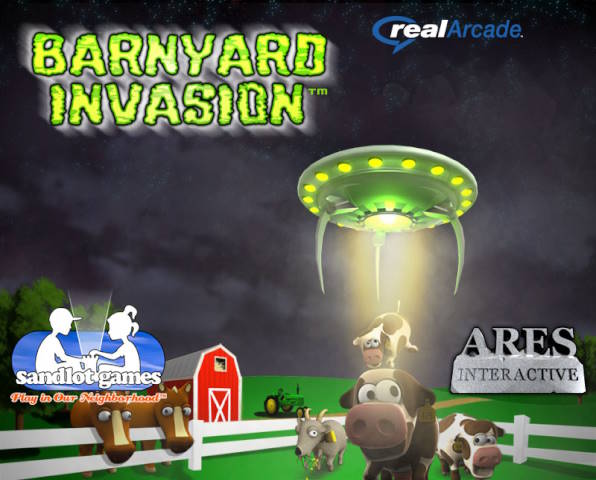 realArcade.
BARNYARD
INVASION™
sandlot games
Play in Our Neighborhood™
ARES
INTERACTIVE